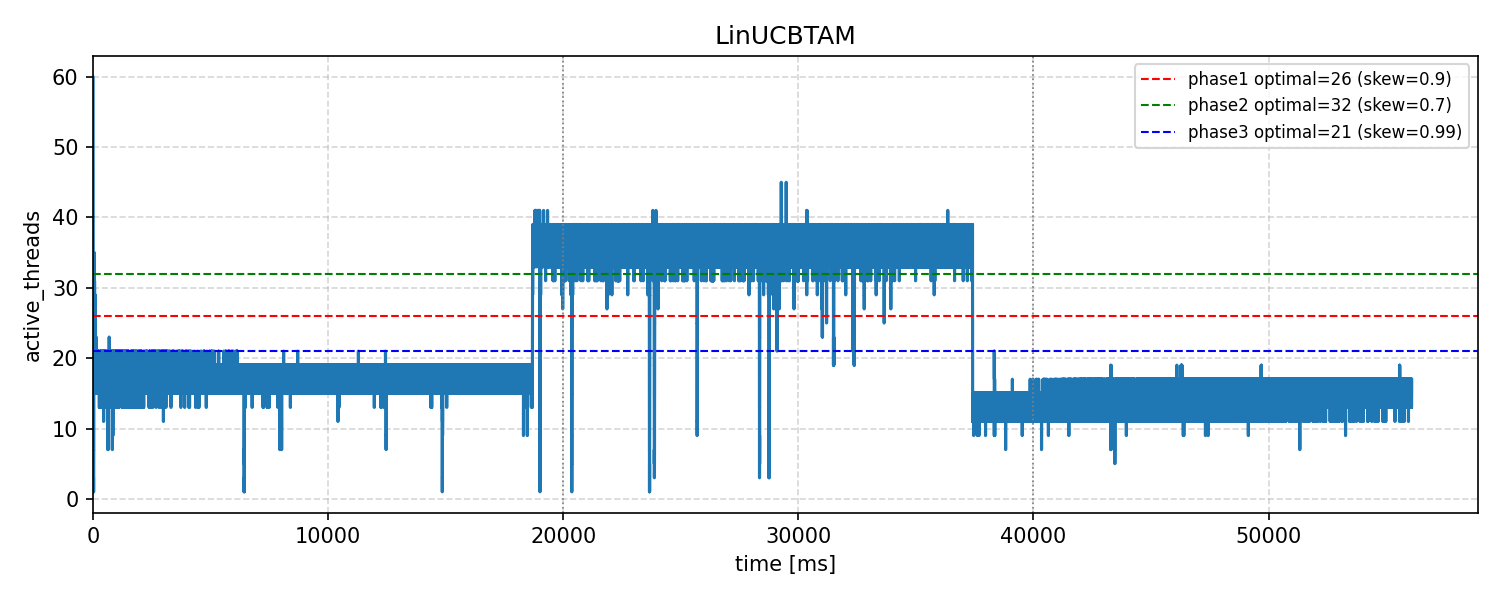 LinUCBTAM
active_threads
60
50
40
30
20
10
0
phase1 optimal=26 (skew=0.9)
phase2 optimal=32 (skew=0.7)
phase3 optimal=21 (skew=0.99)
0 10000 20000 30000 40000 50000
time [ms]